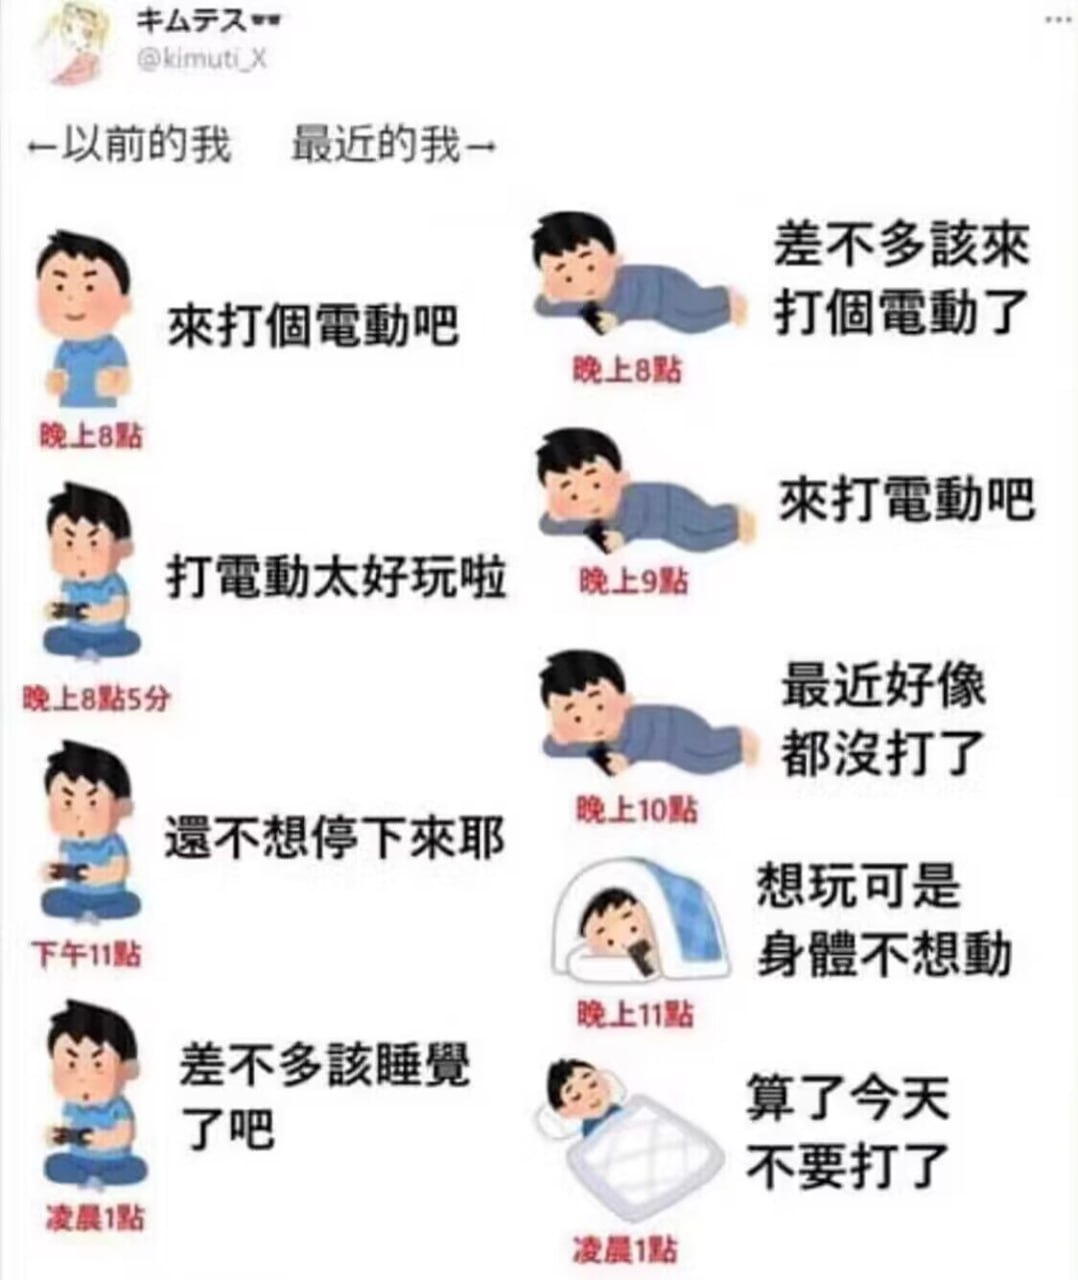 キムテス🕶
@kimuti_X
←以前的我 最近的我→
來打個電動吧
晚上8點
打電動太好玩啦
晚上8點5分
還不想停下來耶
下午11點
差不多該睡覺
了吧
凌晨1點
差不多該來
打個電動了
晚上8點
來打電動吧
晚上9點
最近好像
都沒打了
晚上10點
想玩可是
身體不想動
晚上11點
算了今天
不要打了
凌晨1點